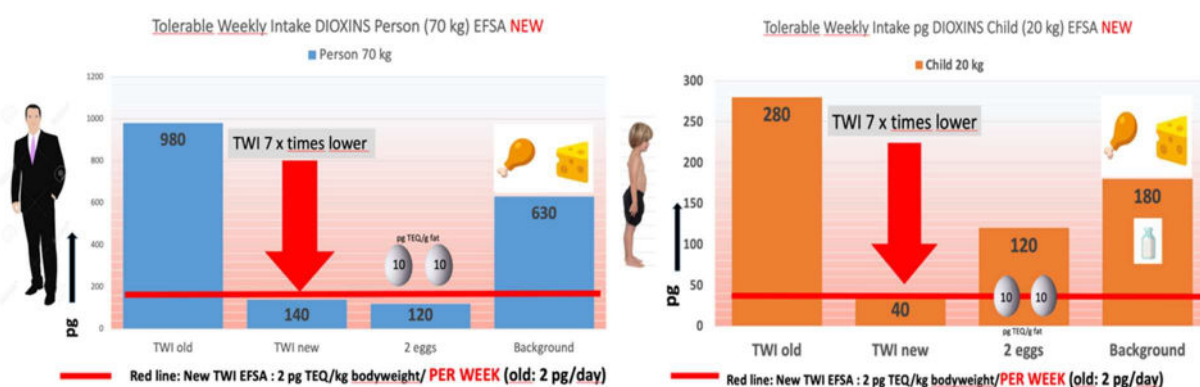 Tolerable Weekly Intake DIOXINS Person (70 kg) EFSA NEW
Person 70 kg
1200
1000
800
600
400
200
0
pg
980
TWI 7 x times lower
140
pg TEQ/g fat
10 10
120
630
TWI old TWI new 2 eggs Background
Red line: New TWI EFSA : 2 pg TEQ/kg bodyweight/ PER WEEK (old: 2 pg/day)
Tolerable Weekly Intake pg DIOXINS Child (20 kg) EFSA NEW
Child 20 kg
300
250
200
150
100
50
0
pg
280
TWI 7 x times lower
40
120
10 10
pg TEQ/g fat
180
TWI old TWI new 2 eggs Background
Red line: New TWI EFSA : 2 pg TEQ/kg bodyweight/PER WEEK (old: 2 pg/day)